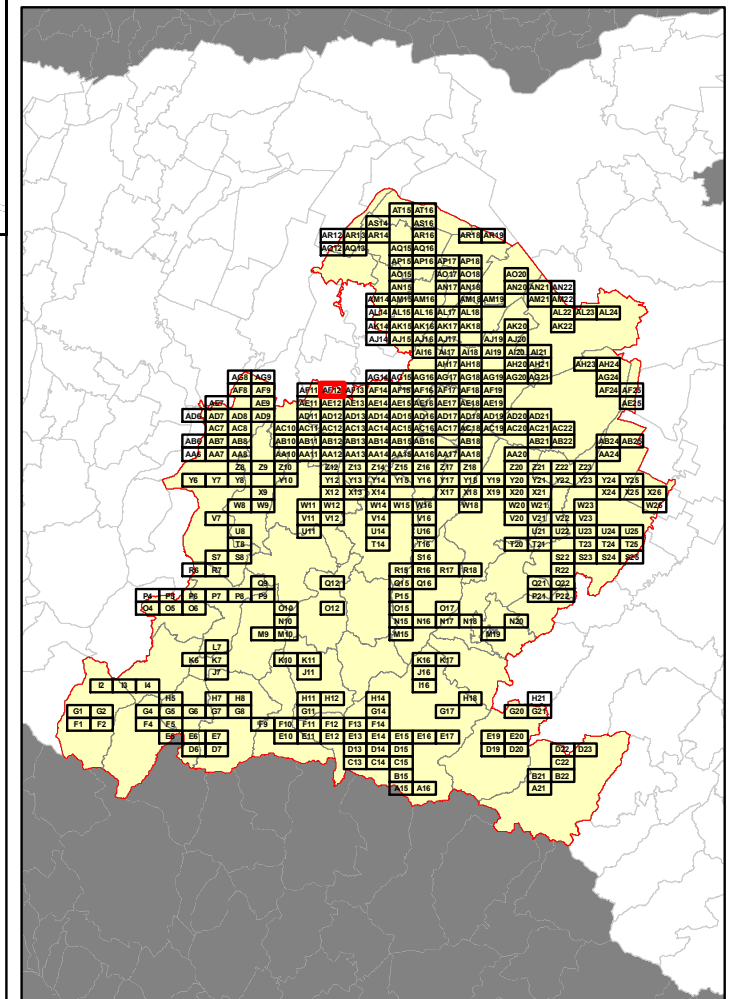 AT15 AT16
AS14 AS16
AR12 AR13 AR14 AR16 AR18 AR19
AQ12 AQ13 AQ15 AQ16
AP15 AP16 AP17 AP18
AO15 AO17 AO18 AO20
AN15 AN17 AN18 AN20 AN21 AN22
AM14 AM15 AM16 AM18 AM19 AM21 AM22
AL14 AL15 AL16 AL17 AL18 AL22 AL23 AL24
AK14 AK15 AK16 AK17 AK18 AK20 AK22
AJ14 AJ15 AJ16 AJ17 AJ19 AJ20
AI16 AI17 AI18 AI19 AI20 AI21
AH17 AH18 AH20 AH21 AH23 AH24
AG8 AG9 AG14 AG15 AG16 AG17 AG18 AG19 AG20 AG21 AG24
AF8 AF9 AF11 AF12 AF13 AF14 AF15 AF16 AF17 AF18 AF19 AF24 AF25
AE7 AE9 AE11 AE12 AE13 AE14 AE15 AE16 AE17 AE18 AE19 AE25
AD6 AD7 AD8 AD9 AD11 AD12 AD13 AD14 AD15 AD16 AD17 AD18 AD19 AD20 AD21
AC7 AC8 AC10 AC11 AC12 AC13 AC14 AC15 AC16 AC17 AC18 AC19 AC20 AC21 AC22
AB6 AB7 AB8 AB10 AB11 AB12 AB13 AB14 AB15 AB16 AB18 AB21 AB22 AB24 AB25
AA6 AA7 AA8 AA10 AA11 AA12 AA13 AA14 AA15 AA16 AA17 AA18 AA20 AA24
Z8 Z9 Z10 Z12 Z13 Z14 Z15 Z16 Z17 Z18 Z20 Z21 Z22 Z23
Y6 Y7 Y8 Y10 Y12 Y13 Y14 Y15 Y16 Y17 Y18 Y19 Y20 Y21 Y22 Y23 Y24 Y25
X9 X12 X13 X14 X17 X18 X19 X20 X21 X24 X25 X26
W8 W9 W11 W12 W14 W15 W16 W18 W20 W21 W23 W26
V7 V11 V12 V14 V16 V20 V21 V22 V23
U8 U11 U14 U16 U21 U22 U23 U24 U25
T8 T14 T16 T20 T21 T23 T24 T25
S7 S8 S16 S22 S23 S24 S25
R6 R7 R15 R16 R17 R18 R22
Q9 Q12 Q15 Q16 Q21 Q22
P4 P5 P6 P7 P8 P9 P15 P21 P22
O4 O5 O6 O10 O12 O15 O17
N10 N15 N16 N17 N18 N20
M9 M10 M15 M19
L7
K6 K7 K10 K11 K16 K17
J7 J11 J16
I2 I3 I4 I16
H5 H7 H8 H11 H12 H14 H18 H21
G1 G2 G4 G5 G6 G7 G8 G11 G14 G17 G20 G21
F1 F2 F4 F5 F9 F10 F11 F12 F13 F14
E5 E6 E7 E10 E11 E12 E13 E14 E15 E16 E17 E19 E20
D6 D7 D13 D14 D15 D19 D20 D22 D23
C13 C14 C15 C22
B15 B21 B22
A15 A16 A21